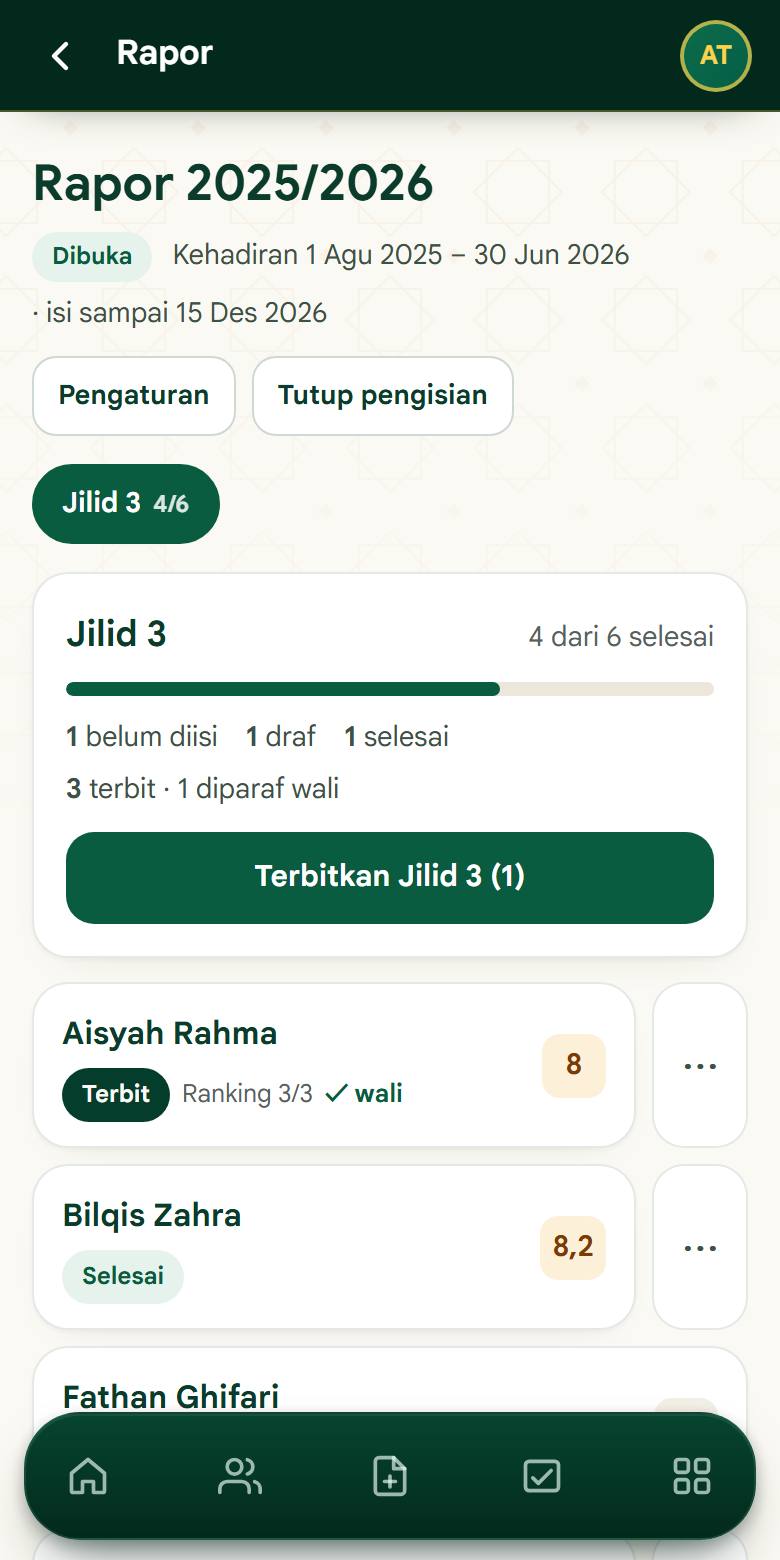 Rapor
AT
Rapor 2025/2026
Dibuka Kehadiran 1 Agu 2025 – 30 Jun 2026
· isi sampai 15 Des 2026
Pengaturan Tutup pengisian
Jilid 3 4/6
Jilid 3 4 dari 6 selesai
1 belum diisi 1 draf 1 selesai
3 terbit · 1 diparaf wali
Terbitkan Jilid 3 (1)
Aisyah Rahma
Terbit Ranking 3/3 ✓ wali
8
...
Bilqis Zahra
Selesai
8,2
...
Fathan Ghifari